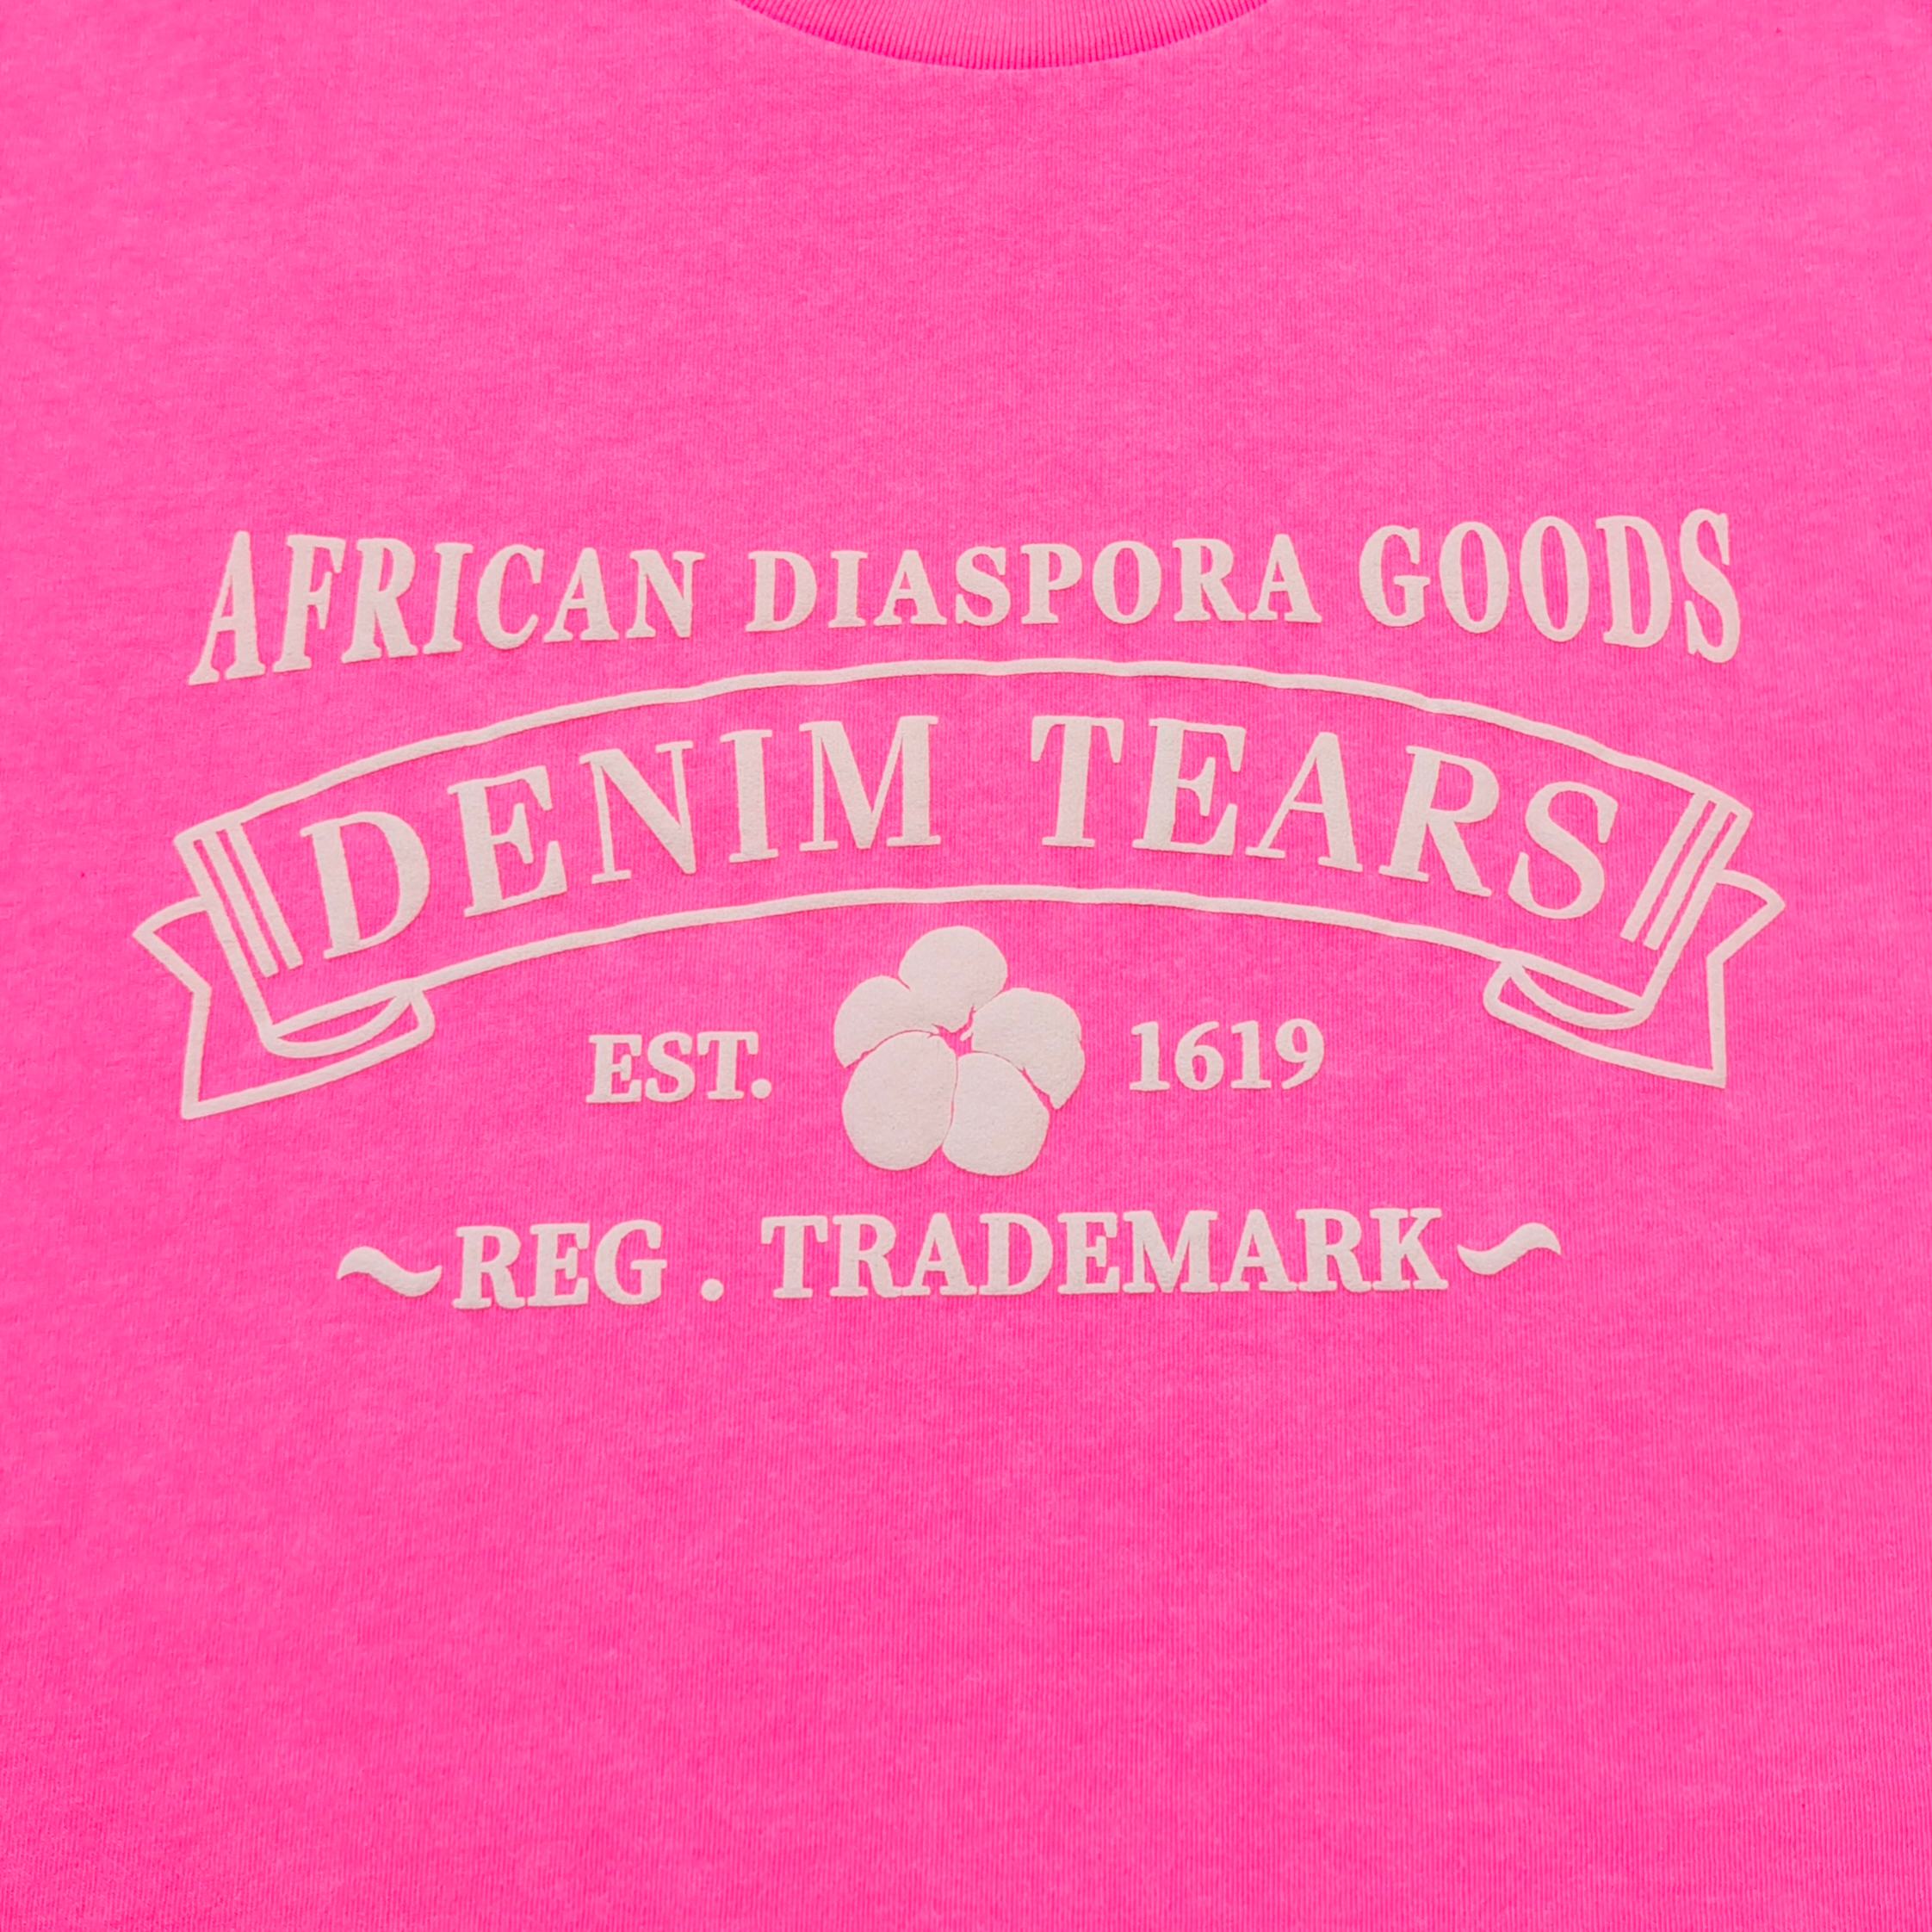 AFRICAN DIASPORA GOODS
DENIM TEARS
EST. 1619
~REG . TRADEMARK~